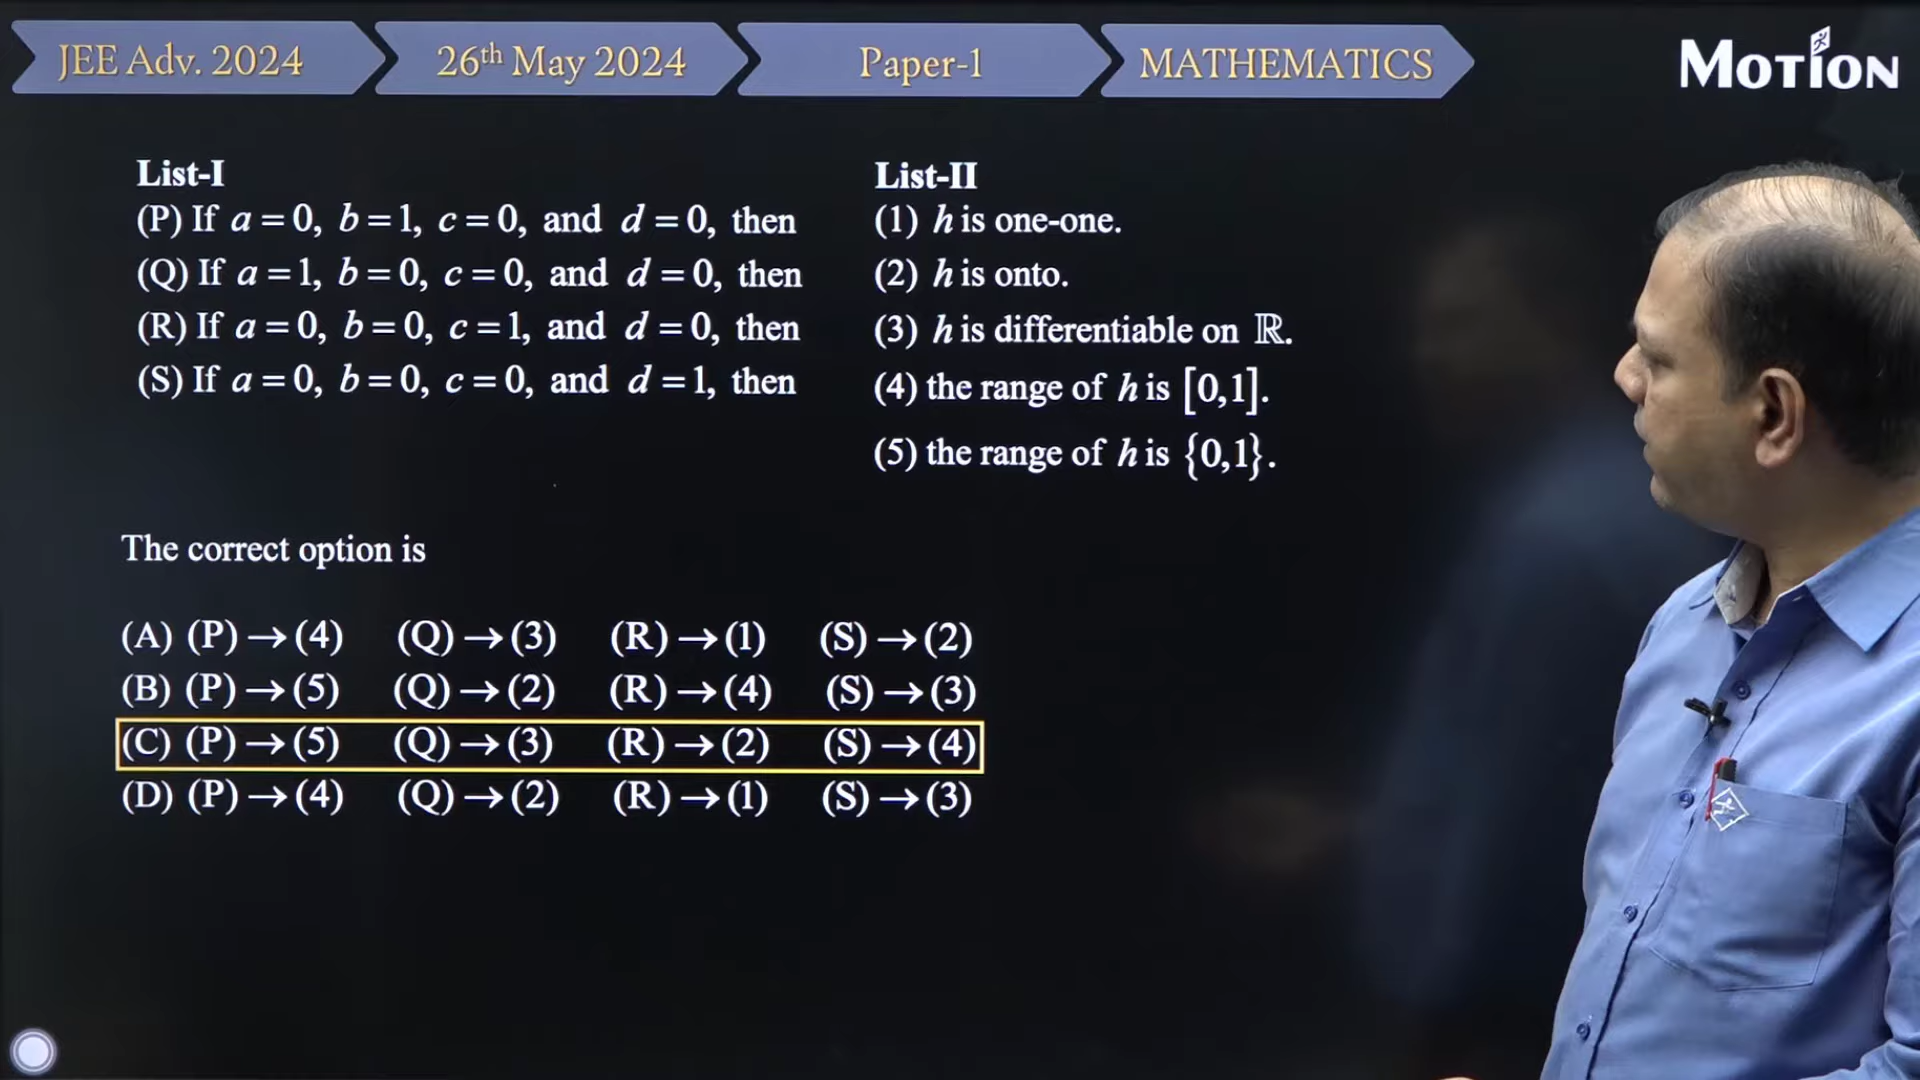 JEE Adv. 2024
26th May 2024
Paper-1
MATHEMATICS
MOTION
List-I
(P) If a = 0, b = 1, c = 0, and d = 0, then
(Q) If a = 1, b = 0, c = 0, and d = 0, then
(R) If a = 0, b = 0, c = 1, and d = 0, then
(S) If a = 0, b = 0, c = 0, and d = 1, then
List-II
(1) h is one-one.
(2) h is onto.
(3) h is differentiable on ℝ.
(4) the range of h is [0,1].
(5) the range of h is {0,1}.
The correct option is
(A) (P) → (4) (Q) → (3) (R) → (1) (S) → (2)
(B) (P) → (5) (Q) → (2) (R) → (4) (S) → (3)
(C) (P) → (5) (Q) → (3) (R) → (2) (S) → (4)
(D) (P) → (4) (Q) → (2) (R) → (1) (S) → (3)